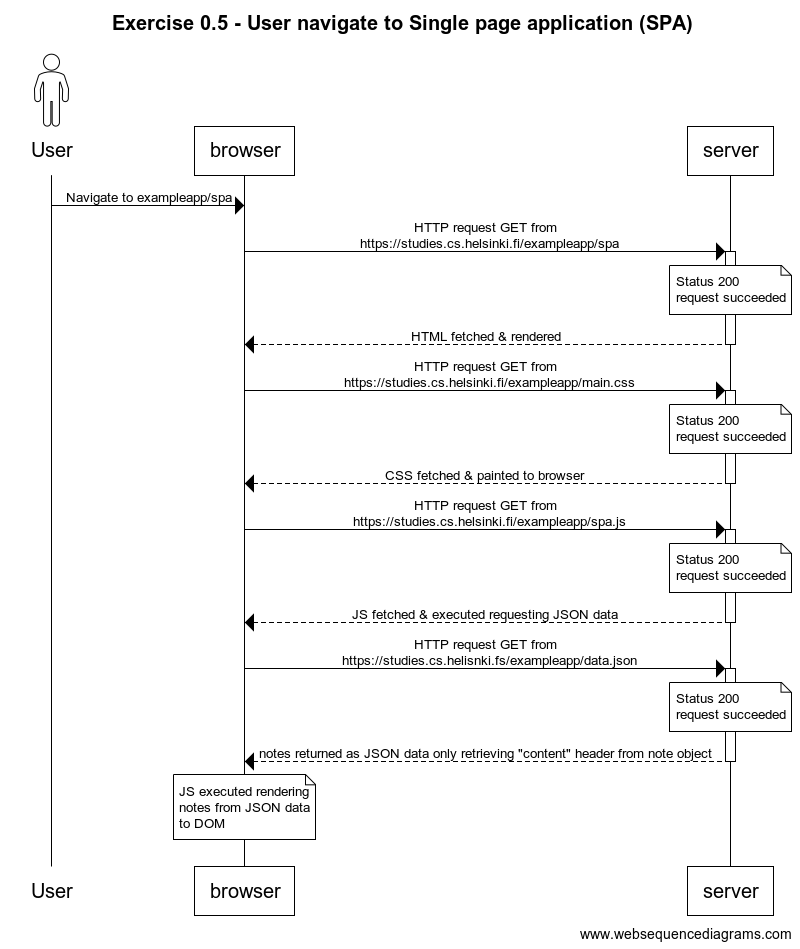 Exercise 0.5 - User navigate to Single page application (SPA)
User
browser
server
Navigate to exampleapp/spa
HTTP request GET from
https://studies.cs.helsinki.fi/exampleapp/spa
Status 200
request succeeded
HTML fetched & rendered
HTTP request GET from
https://studies.cs.helsinki.fi/exampleapp/main.css
Status 200
request succeeded
CSS fetched & painted to browser
HTTP request GET from
https://studies.cs.helsinki.fi/exampleapp/spa.js
Status 200
request succeeded
JS fetched & executed requesting JSON data
HTTP request GET from
https://studies.cs.helisnki.fs/exampleapp/data.json
Status 200
request succeeded
notes returned as JSON data only retrieving "content" header from note object
JS executed rendering
notes from JSON data
to DOM
User
browser
server
www.websequencediagrams.com